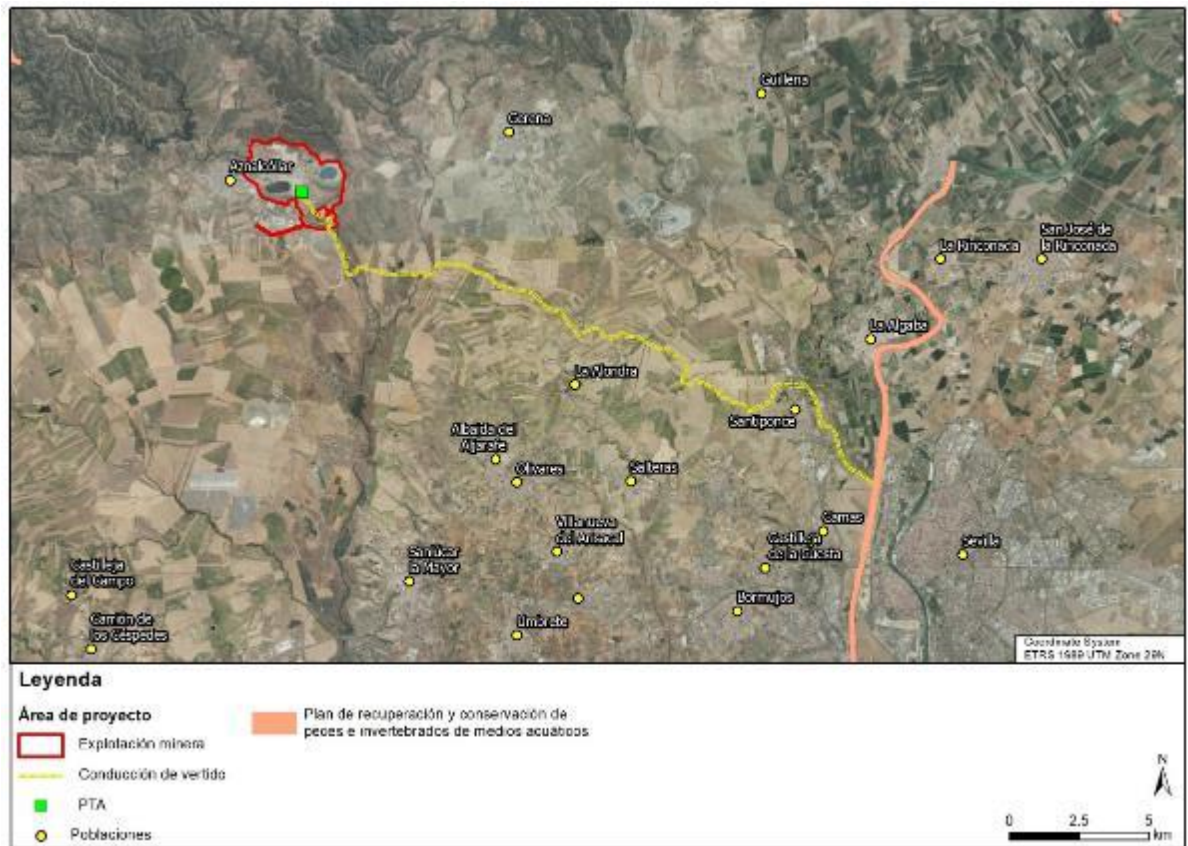 Guillena
Gerena
Aznalcóllar
San José de
la Rinconada
La Rinconada
La Algaba
La Alondra
Santiponce
Albaida del
Aljarafe
Olivares
Salteras
Camas
Villanueva
del Ariscal
Castilleja
de la Cuesta
Sevilla
Sanlúcar
la Mayor
Castilleja
del Campo
Bormujos
Umbrete
Carrión de
los Céspedes
Coordinate System
ETRS 1989 UTM Zone 29N
Leyenda
Área de proyecto
Explotación minera
Conducción de vertido
PTA
Poblaciones
Plan de recuperación y conservación de
peces e invertebrados de medios acuáticos
N
0 2.5 5
km